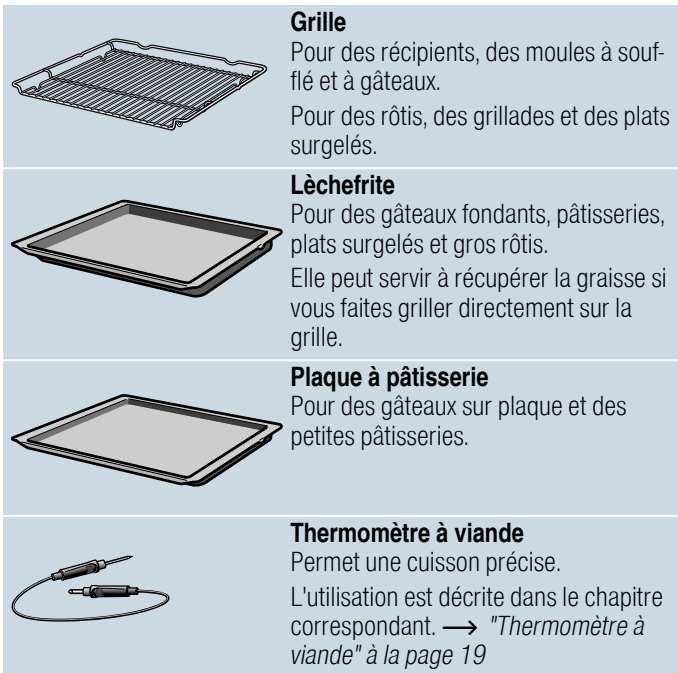 Grille
Pour des récipients, des moules à souf-
flé et à gâteaux.
Pour des rôtis, des grillades et des plats
surgelés.
Lèchefrite
Pour des gâteaux fondants, pâtisseries,
plats surgelés et gros rôtis.
Elle peut servir à récupérer la graisse si
vous faites griller directement sur la
grille.
Plaque à pâtisserie
Pour des gâteaux sur plaque et des
petites pâtisseries.
Thermomètre à viande
Permet une cuisson précise.
L'utilisation est décrite dans le chapitre
correspondant. ⟶ "Thermomètre à
viande" à la page 19